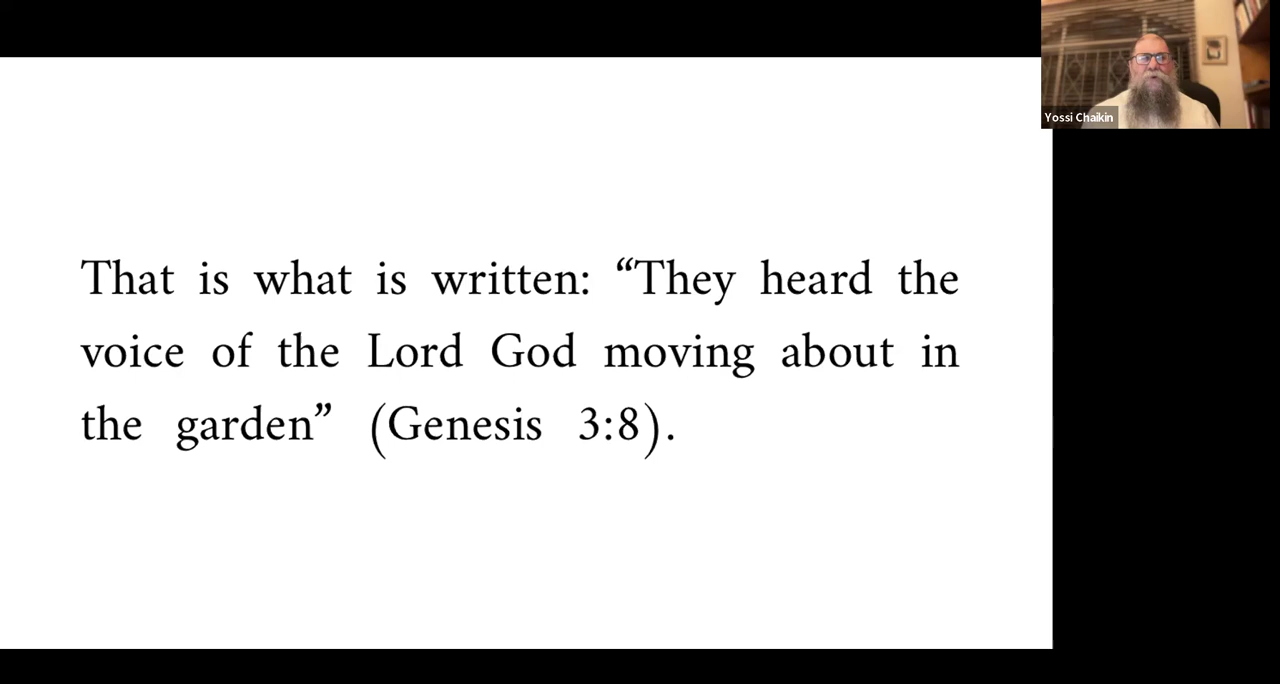 Yossi Chaikin
That is what is written: “They heard the
voice of the Lord God moving about in
the garden” (Genesis 3:8).